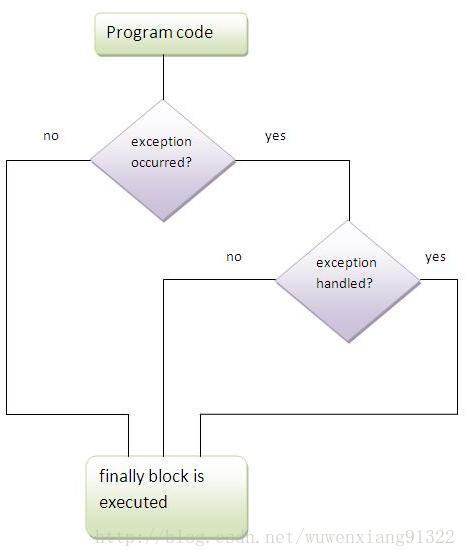 Program code
no
exception
occurred?
yes
no
exception
handled?
yes
finally block is
executed
http://blog.csdn.net/wuwenxiang91322